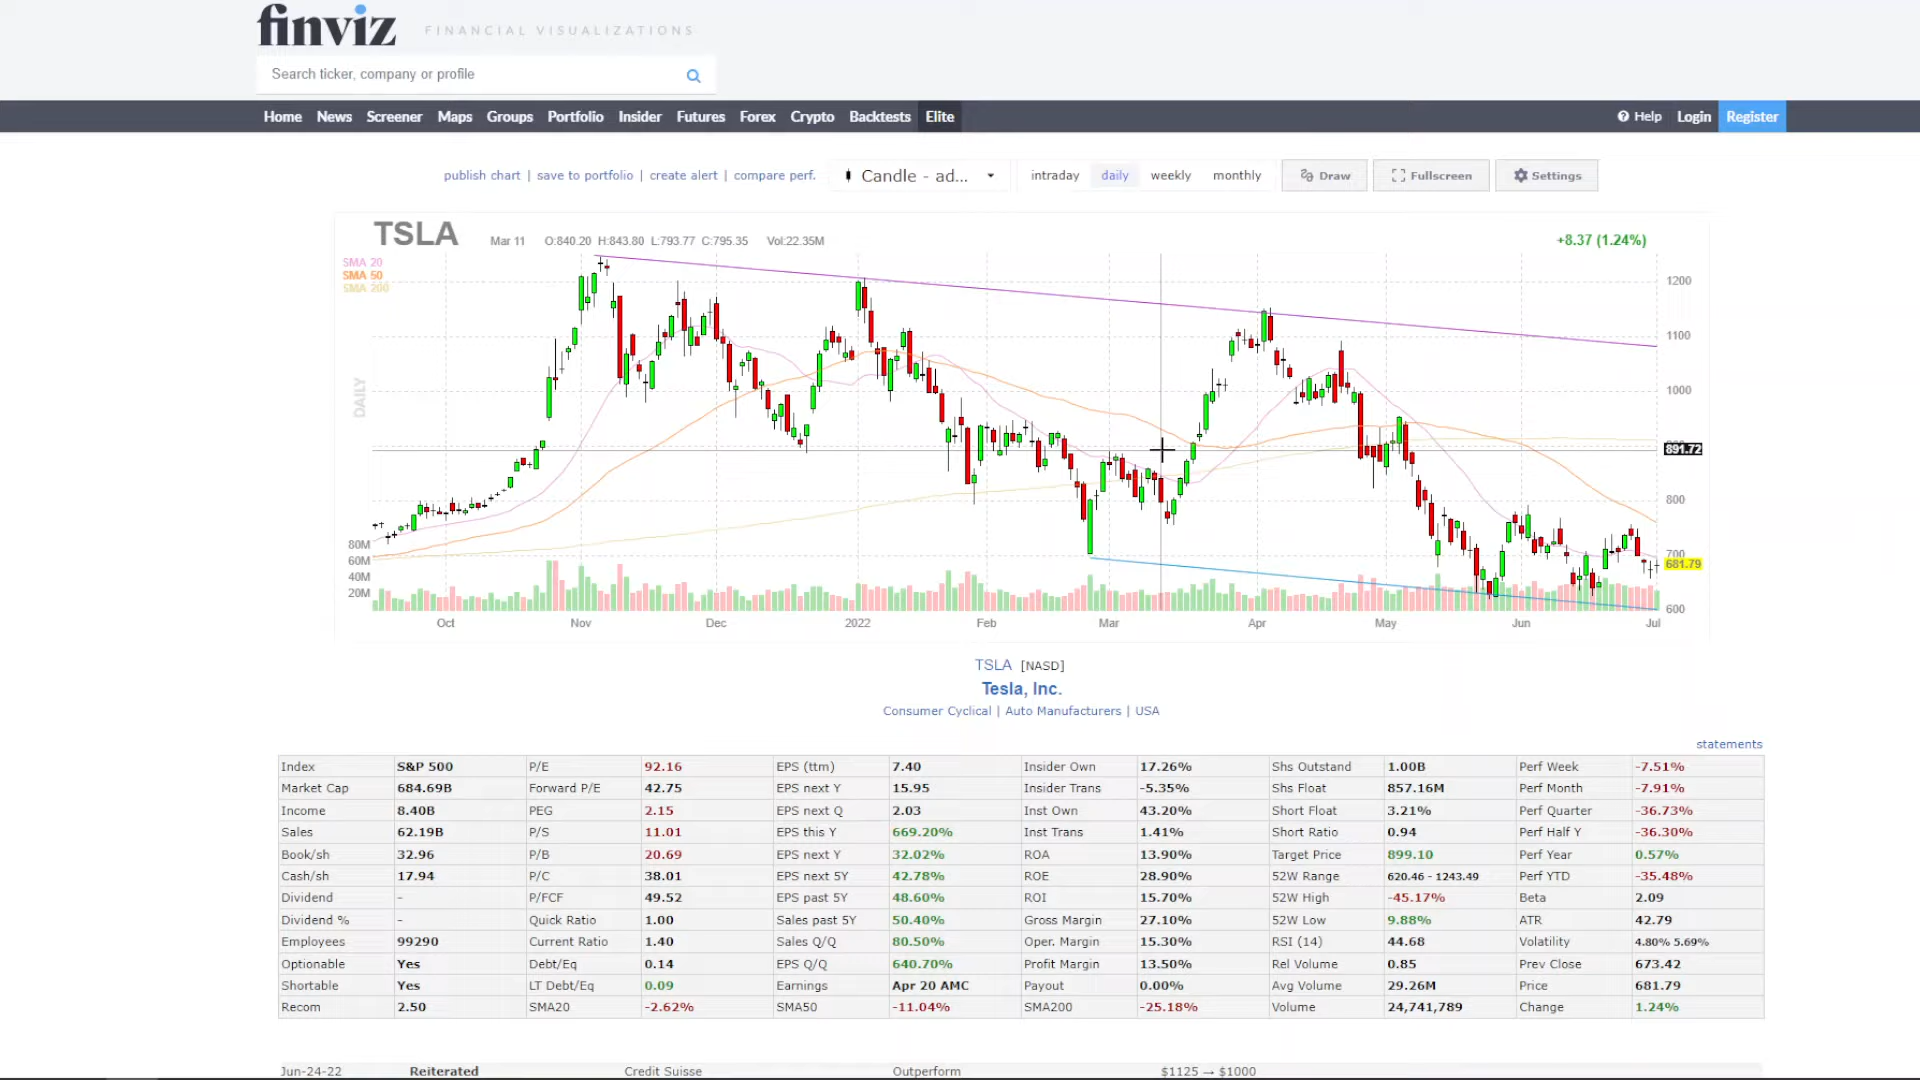 finviz FINANCIAL VISUALIZATIONS
Search ticker, company or profile
Home News Screener Maps Groups Portfolio Insider Futures Forex Crypto Backtests Elite Help Login Register
publish chart | save to portfolio | create alert | compare perf. Candle - ad... intraday daily weekly monthly Draw Fullscreen Settings
TSLA Mar 11 O:840.20 H:843.80 L:793.77 C:795.35 Vol:22.35M +8.37 (1.24%)
SMA 20
SMA 50
SMA 200
1200
1100
1000
DAILY
891.72
800
700
681.79
600
80M
60M
40M
20M
Oct Nov Dec 2022 Feb Mar Apr May Jun Jul
TSLA [NASD]
Tesla, Inc.
Consumer Cyclical | Auto Manufacturers | USA
statements
Index S&P 500 P/E 92.16 EPS (ttm) 7.40 Insider Own 17.26% Shs Outstand 1.00B Perf Week -7.51%
Market Cap 684.69B Forward P/E 42.75 EPS next Y 15.95 Insider Trans -5.35% Shs Float 857.16M Perf Month -7.91%
Income 8.40B PEG 2.15 EPS next Q 2.03 Inst Own 43.20% Short Float 3.21% Perf Quarter -36.73%
Sales 62.19B P/S 11.01 EPS this Y 669.20% Inst Trans 1.41% Short Ratio 0.94 Perf Half Y -36.30%
Book/sh 32.96 P/B 20.69 EPS next Y 32.02% ROA 13.90% Target Price 899.10 Perf Year 0.57%
Cash/sh 17.94 P/C 38.01 EPS next 5Y 42.78% ROE 28.90% 52W Range 620.46 - 1243.49 Perf YTD -35.48%
Dividend - P/FCF 49.52 EPS past 5Y 48.60% ROI 15.70% 52W High -45.17% Beta 2.09
Dividend % - Quick Ratio 1.00 Sales past 5Y 50.40% Gross Margin 27.10% 52W Low 9.88% ATR 42.79
Employees 99290 Current Ratio 1.40 Sales Q/Q 80.50% Oper. Margin 15.30% RSI (14) 44.68 Volatility 4.80% 5.69%
Optionable Yes Debt/Eq 0.14 EPS Q/Q 640.70% Profit Margin 13.50% Rel Volume 0.85 Prev Close 673.42
Shortable Yes LT Debt/Eq 0.09 Earnings Apr 20 AMC Payout 0.00% Avg Volume 29.26M Price 681.79
Recom 2.50 SMA20 -2.62% SMA50 -11.04% SMA200 -25.18% Volume 24,741,789 Change 1.24%
Jun-24-22 Reiterated Credit Suisse Outperform $1125 → $1000